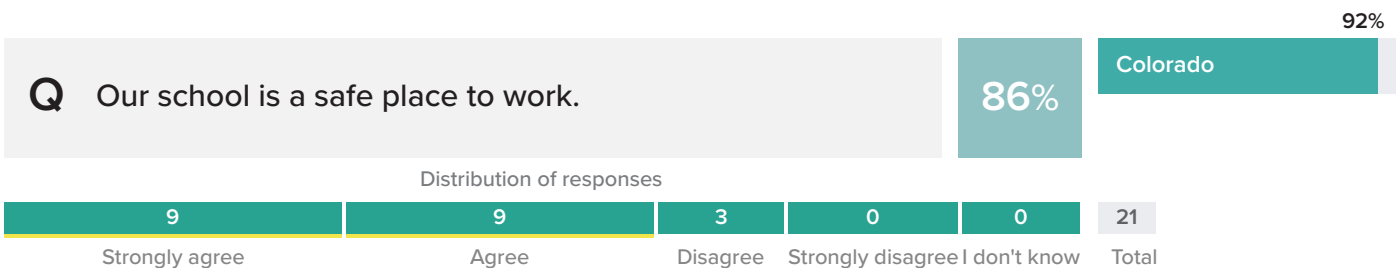 92%
Q Our school is a safe place to work.
86%
Colorado
Distribution of responses
9 9 3 0 0 21
Strongly agree Agree Disagree Strongly disagree I don't know Total